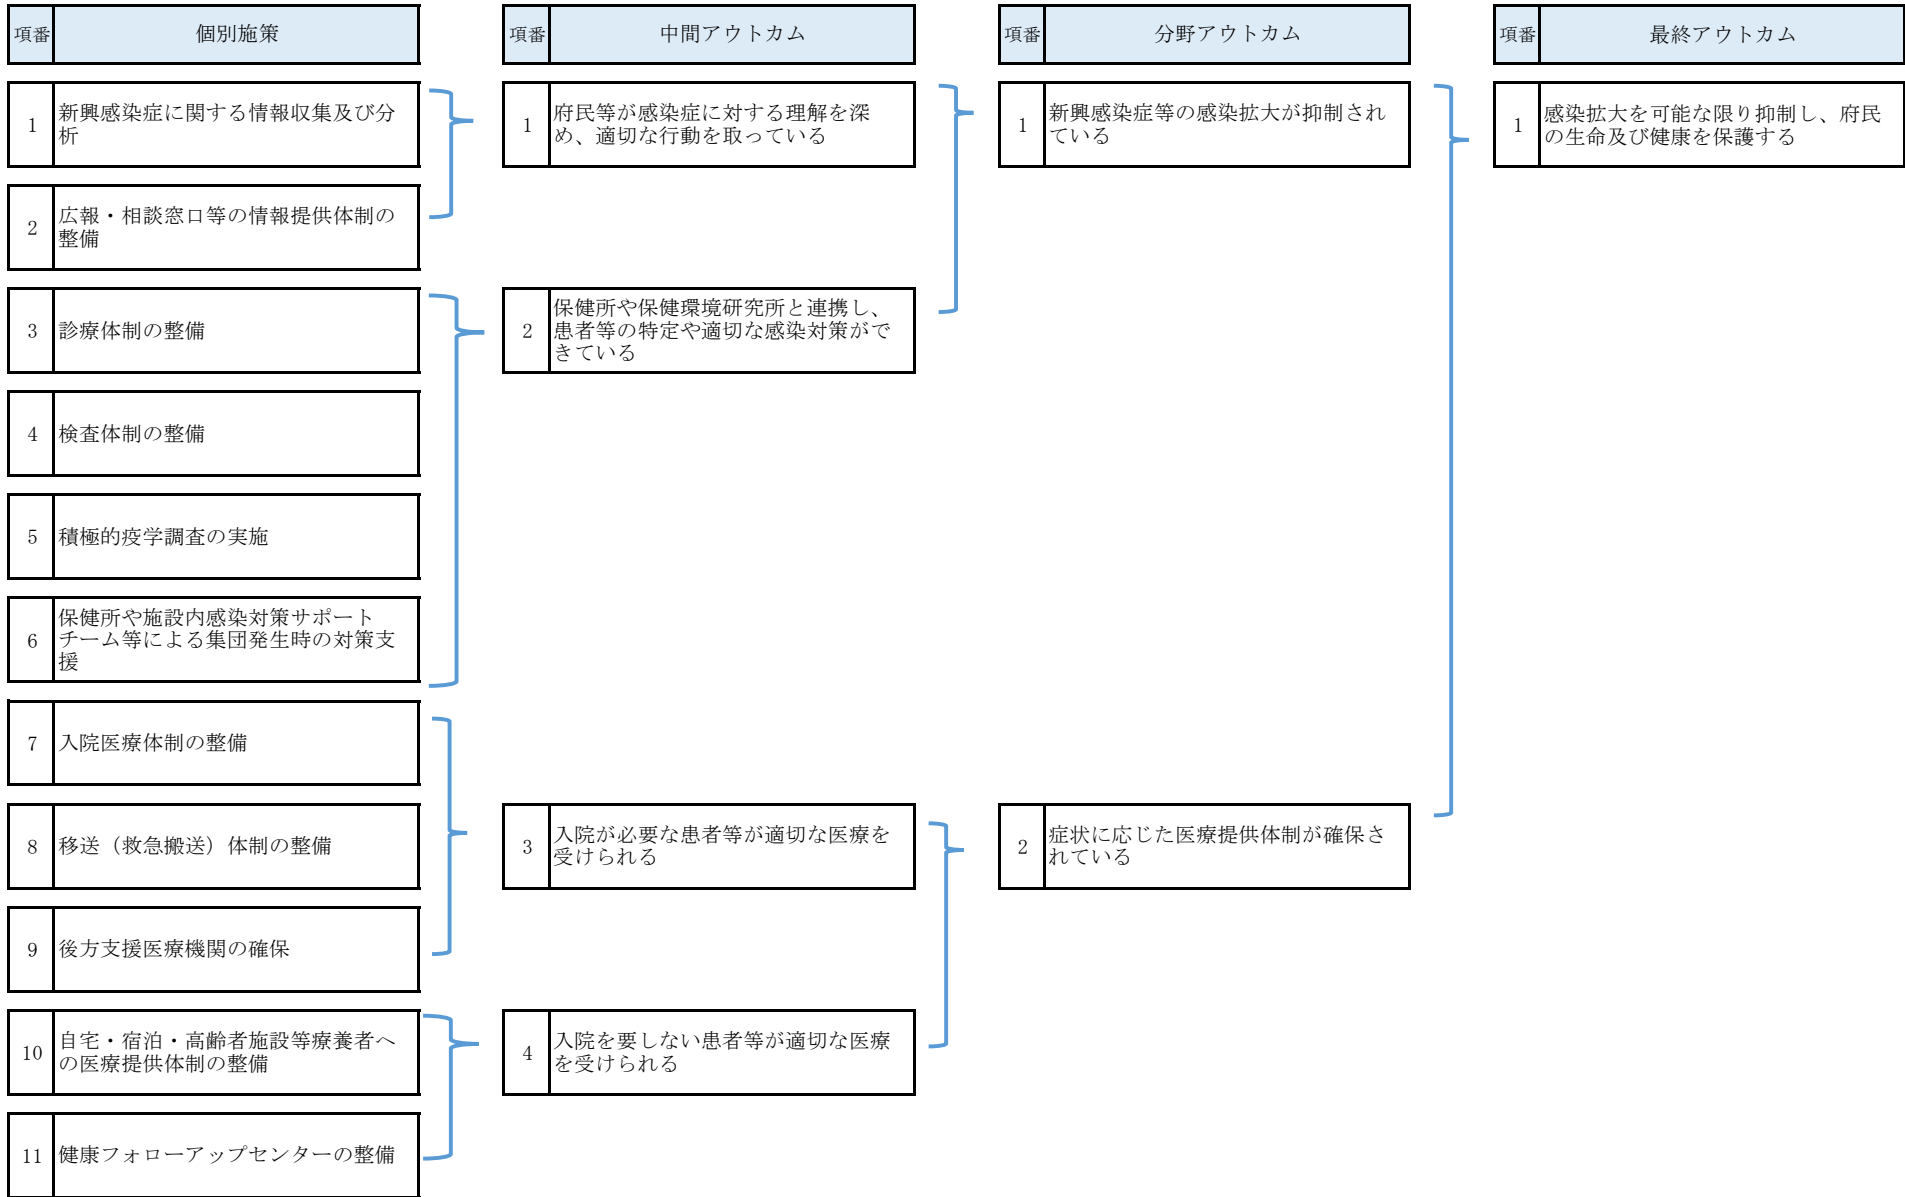 項番 個別施策 項番 中間アウトカム 項番 分野アウトカム 項番 最終アウトカム
1 新興感染症に関する情報収集及び分
析
1 府民等が感染症に対する理解を深
め、適切な行動を取っている
1 新興感染症等の感染拡大が抑制され
ている
1 感染拡大を可能な限り抑制し、府民
の生命及び健康を保護する
2 広報・相談窓口等の情報提供体制の
整備
3 診療体制の整備
2 保健所や保健環境研究所と連携し、
患者等の特定や適切な感染対策がで
きている
4 検査体制の整備
5 積極的疫学調査の実施
6 保健所や施設内感染対策サポート
チーム等による集団発生時の対策支
援
7 入院医療体制の整備
8 移送（救急搬送）体制の整備
3 入院が必要な患者等が適切な医療を
受けられる
2 症状に応じた医療提供体制が確保さ
れている
9 後方支援医療機関の確保
10 自宅・宿泊・高齢者施設等療養者へ
の医療提供体制の整備
4 入院を要しない患者等が適切な医療
を受けられる
11 健康フォローアップセンターの整備